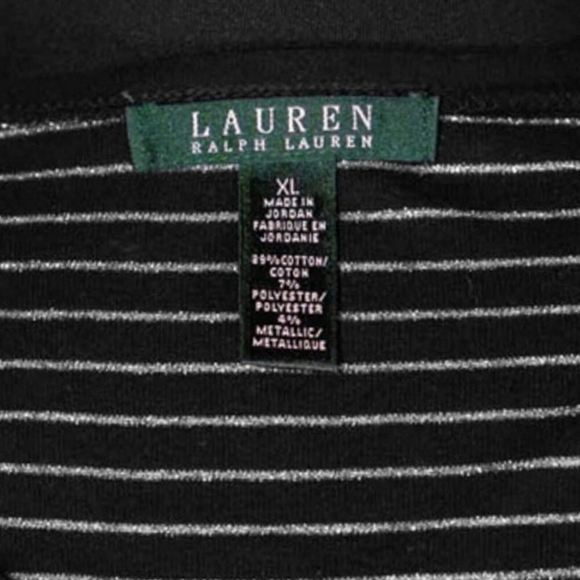 LAUREN
RALPH LAUREN
XL
MADE IN
JORDAN
FABRIQUE EN
JORDANIE
89% COTTON/
COTON
7%
POLYESTER/
POLYESTER
4%
METALLIC/
METALLIQUE